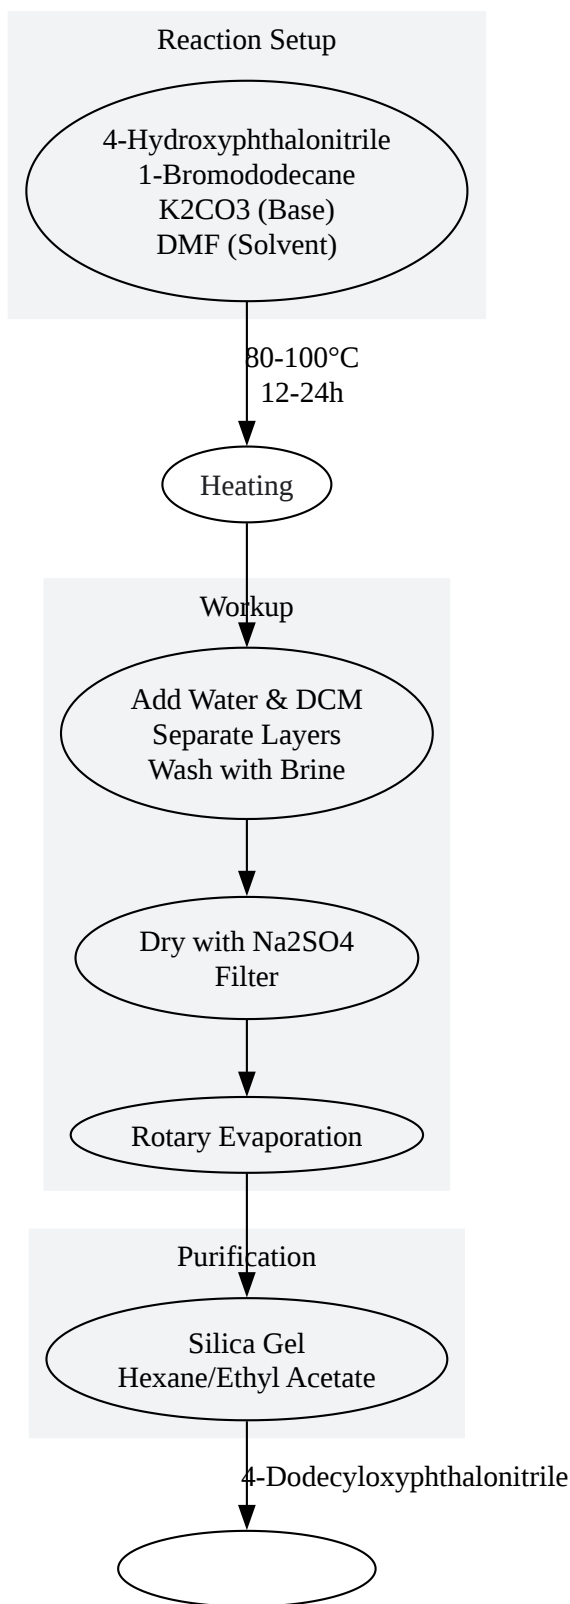 Reaction Setup
4-Hydroxyphthalonitrile
1-Bromododecane
K2CO3 (Base)
DMF (Solvent)
80-100°C
12-24h
Heating
Workup
Add Water & DCM
Separate Layers
Wash with Brine
Dry with Na2SO4
Filter
Rotary Evaporation
Purification
Silica Gel
Hexane/Ethyl Acetate
4-Dodecyloxyphthalonitrile